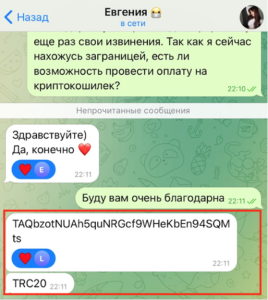 Назад
Евгения
в сети
еще раз свои извинения. Так как я сейчас
нахожусь заграницей, есть ли
возможность провести оплату на
криптокошилек?
22:10
Непрочитанные сообщения
Здравствуйте)
Да, конечно ❤️
E
22:11
Буду вам очень благодарна
22:11
TAQbzotNUAh5quNRGcf9WHeKbEn94SQM
ts
L
22:11
TRC20
22:11